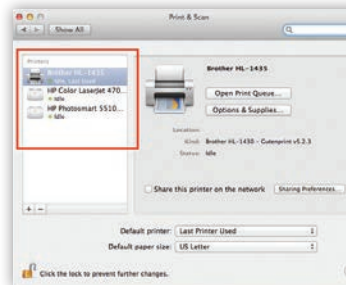 Print & Scan
Show All
Printers
Brother HL-1435
Idle, Last Used
HP Color LaserJet 470...
Idle
HP Photosmart 5510...
Idle
+ −
Brother HL-1435
Open Print Queue...
Options & Supplies...
Location:
Kind: Brother HL-1430 - Gutenprint v5.2.3
Status: Idle
Share this printer on the network
Sharing Preferences...
Default printer: Last Printer Used
Default paper size: US Letter
Click the lock to prevent further changes.